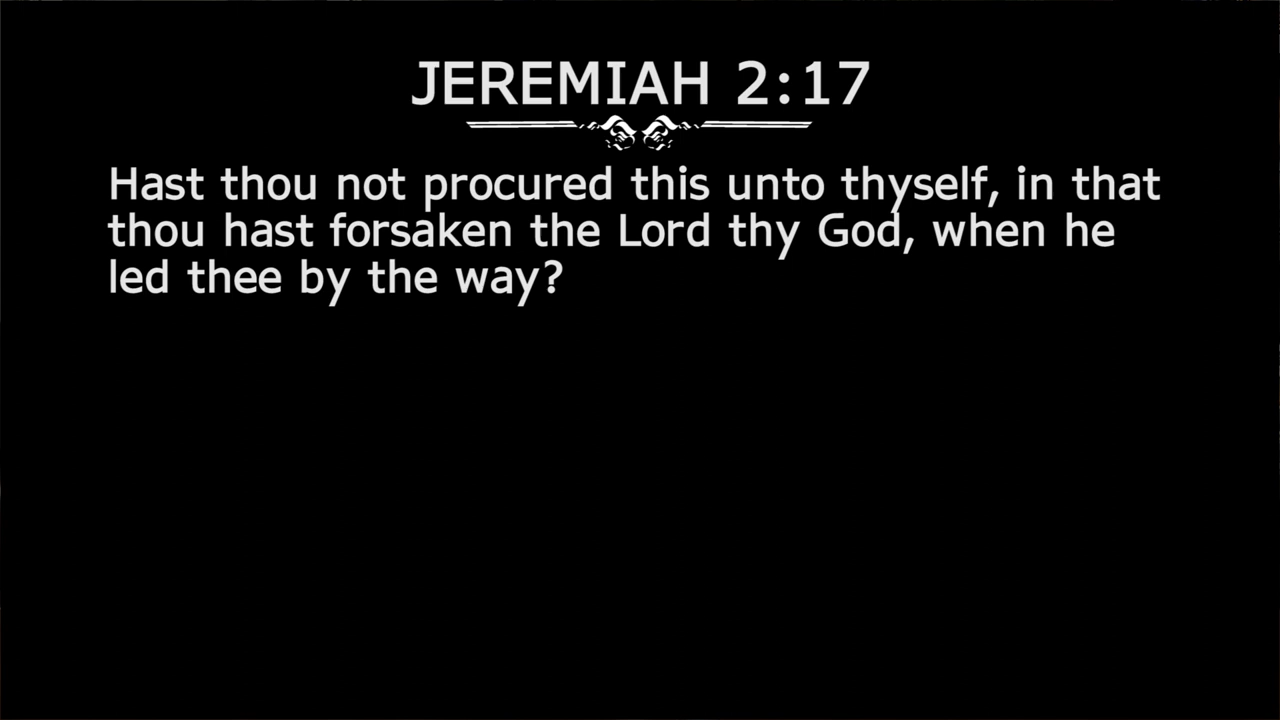 JEREMIAH 2:17
Hast thou not procured this unto thyself, in that
thou hast forsaken the Lord thy God, when he
led thee by the way?